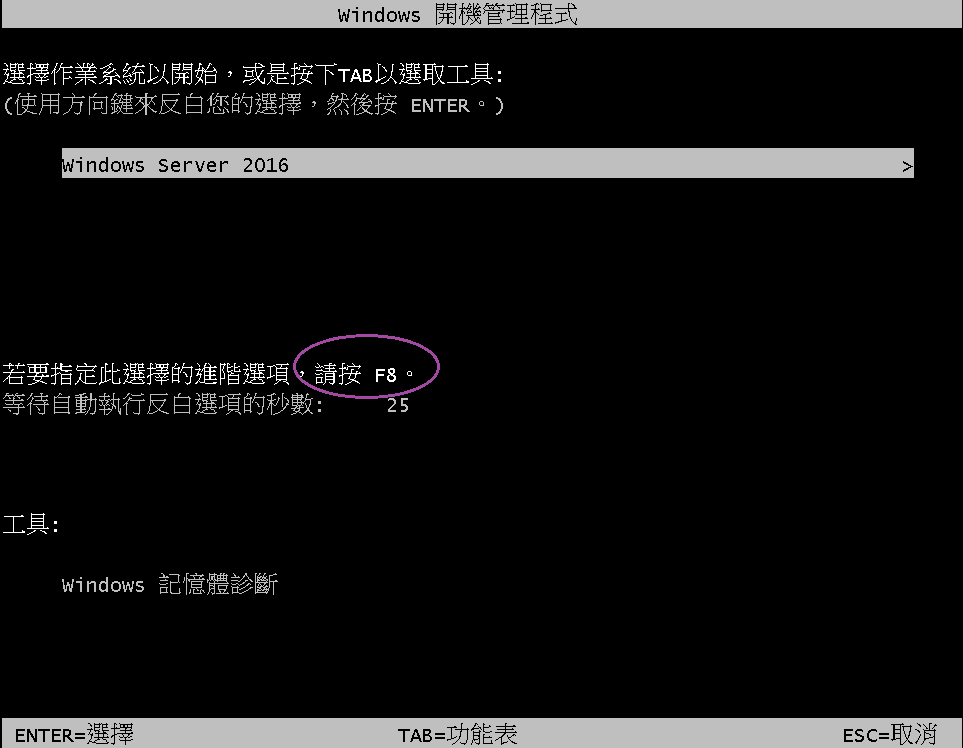 Windows 開機管理程式
選擇作業系統以開始，或是按下TAB以選取工具:
(使用方向鍵來反白您的選擇，然後按 ENTER。)
Windows Server 2016 >
若要指定此選擇的進階選項，請按 F8。
等待自動執行反白選項的秒數: 25
工具:
Windows 記憶體診斷
ENTER=選擇 TAB=功能表 ESC=取消